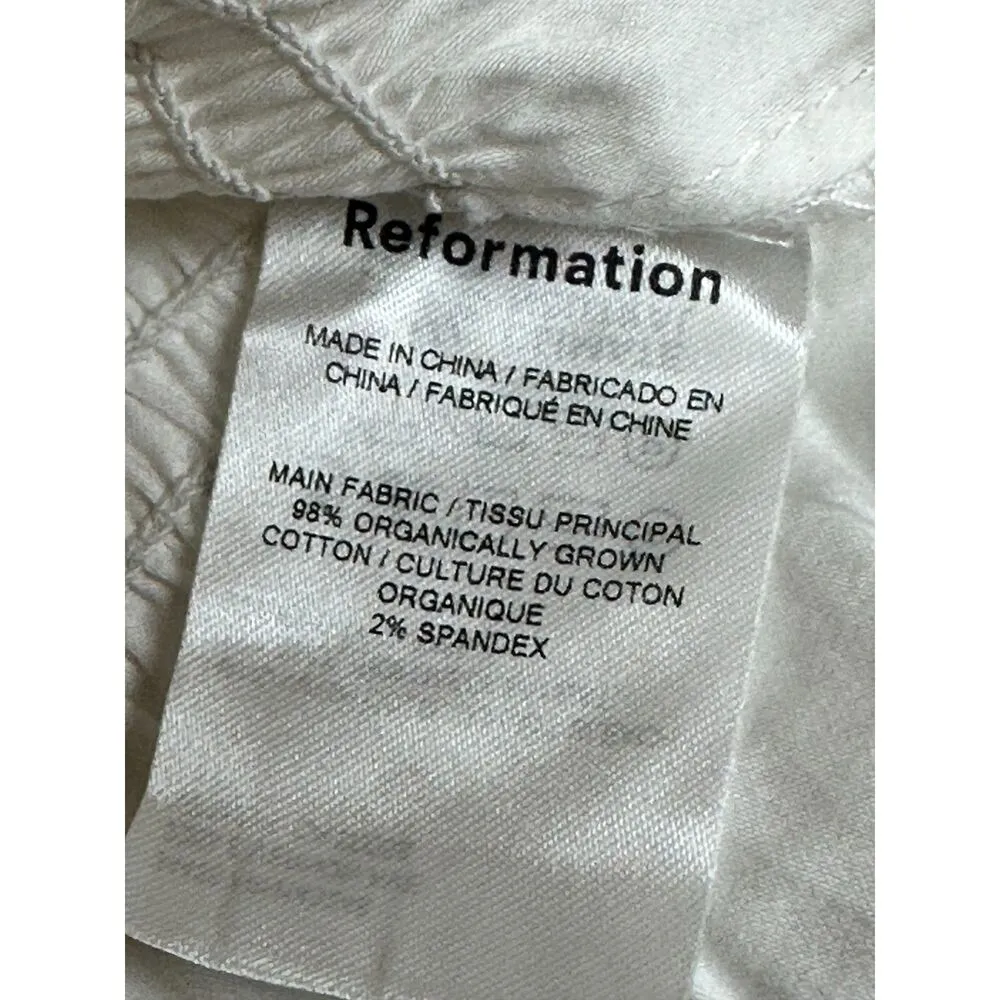 Reformation
MADE IN CHINA / FABRICADO EN
CHINA / FABRIQUÉ EN CHINE
MAIN FABRIC / TISSU PRINCIPAL
98% ORGANICALLY GROWN
COTTON / CULTURE DU COTON
ORGANIQUE
2% SPANDEX